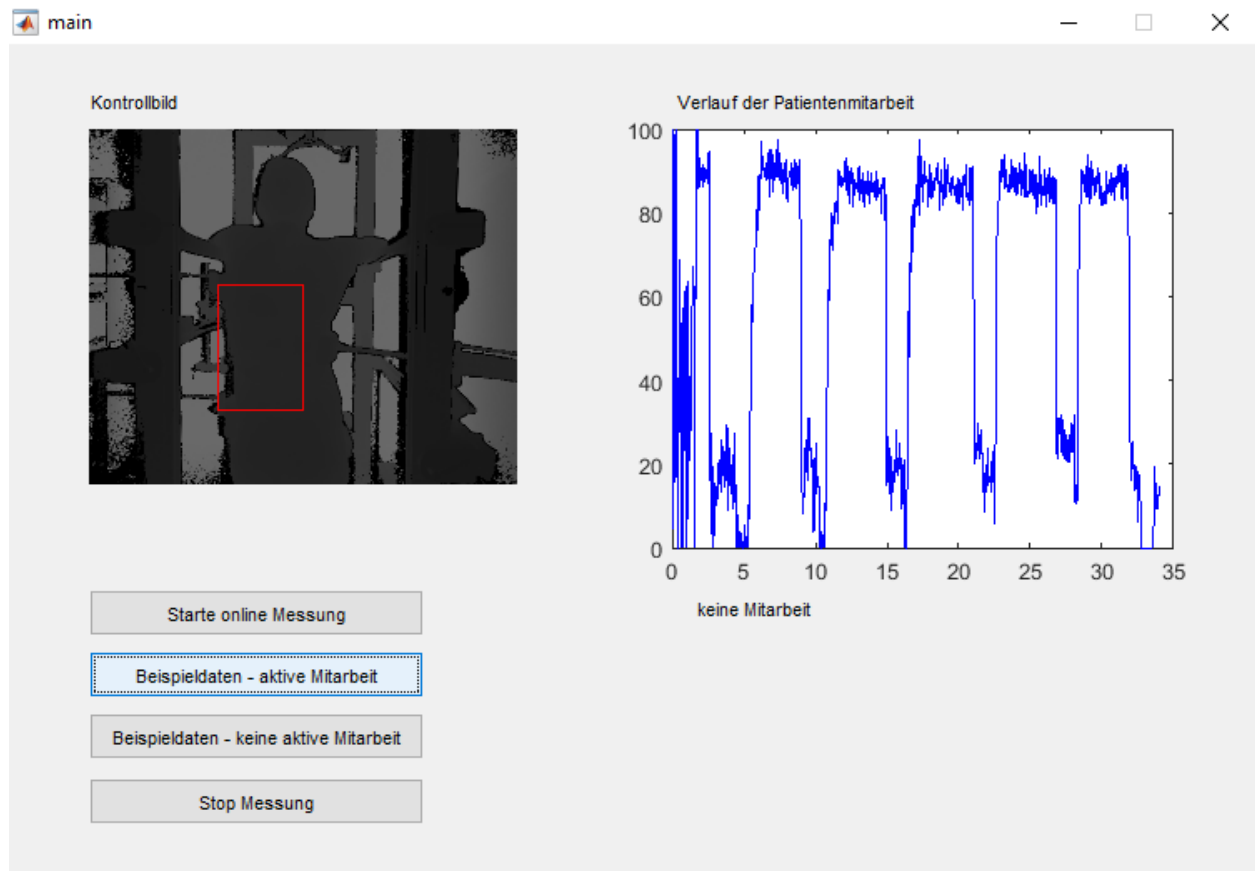 main
Kontrollbild
Verlauf der Patientenmitarbeit
100
80
60
40
20
0
0 5 10 15 20 25 30 35
keine Mitarbeit
Starte online Messung
Beispieldaten - aktive Mitarbeit
Beispieldaten - keine aktive Mitarbeit
Stop Messung